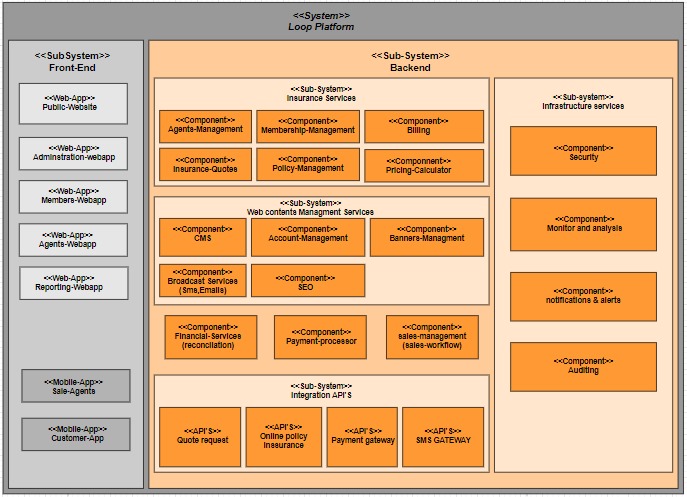 <<System>>
Loop Platform
<<SubSystem>>
Front-End
<<Web-App>>
Public-Website
<<Web-App>>
Adminstration-webapp
<<Web-App>>
Members-Webapp
<<Web-App>>
Agents-Webapp
<<Web-App>>
Reporting-Webapp
<<Mobile-App>>
Sale-Agents
<<Mobile-App>>
Customer-App
<<Sub-System>>
Backend
<<Sub-System>>
Insurance Services
<<Component>>
Agents-Management
<<Component>>
Membership-Management
<<Component>>
Billing
<<Component>>
Insurance-Quotes
<<Component>>
Policy-Management
<<Componnent>>
Pricing-Calculator
<<Sub-System>>
Web contents Managment Services
<<Component>>
CMS
<<Component>>
Account-Management
<<Component>>
Banners-Managment
<<Component>>
Broadcast Services
(Sms,Emails)
<<Component>>
SEO
<<Component>>
Financial-Services
(reconcilation)
<<Component>>
Payment-processor
<<Component>>
sales-management
(sales-workflow)
<<Sub-System>>
Integration API'S
<<API'S>>
Quote request
<<API'S>>
Online policy
Inssurance
<<API'S>>
Payment gateway
<<API'S>>
SMS GATEWAY
<<Sub-system>>
Infrastructure services
<<Component>>
Security
<<Component>>
Monitor and analysis
<<Component>>
notifications & alerts
<<Component>>
Auditing